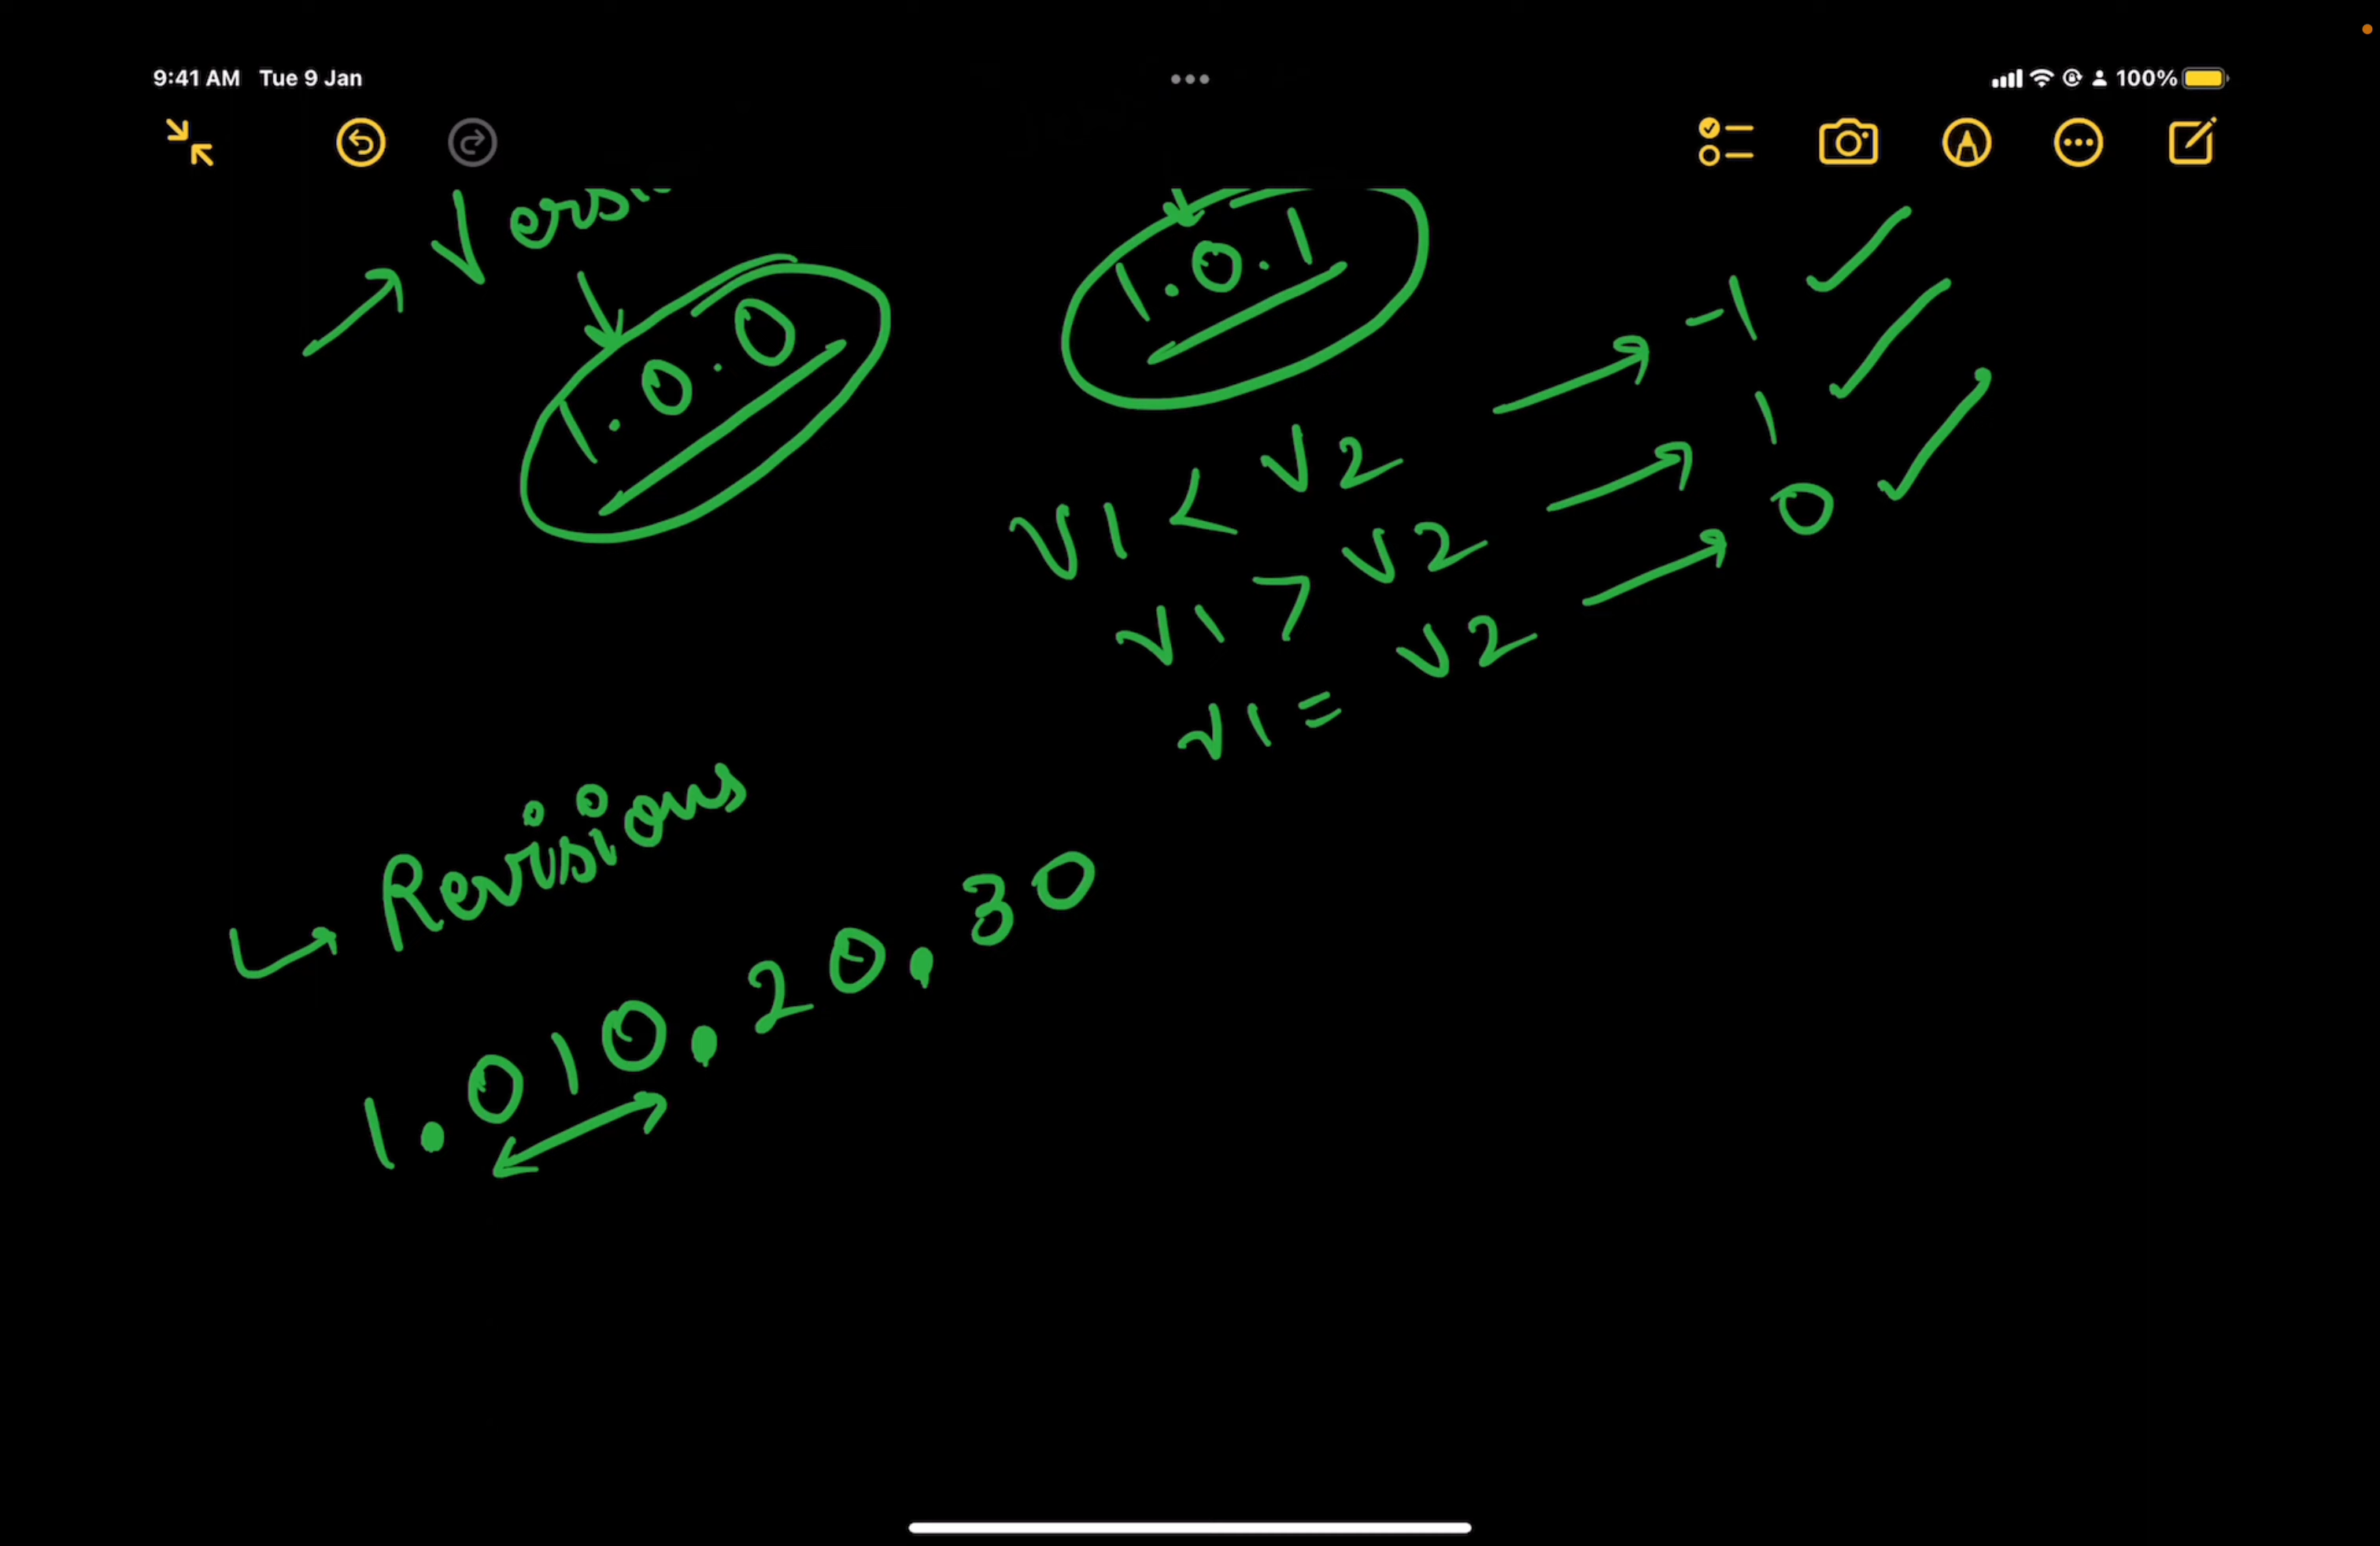 9:41 AM Tue 9 Jan
100%
1.0.0
1.0.1
V1 < V2 → -1
V1 > V2 → 1
V1 = V2 → 0
Revisions
1.010.20.30